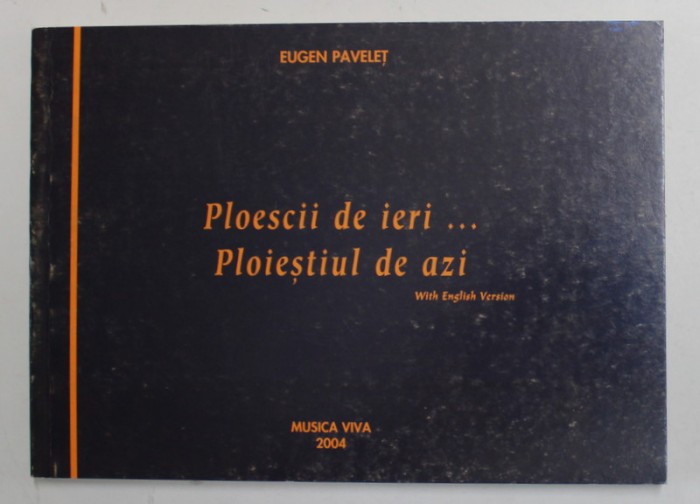 EUGEN PAVELEȚ
Ploescii de ieri ...
Ploieștiul de azi
With English Version
MUSICA VIVA
2004